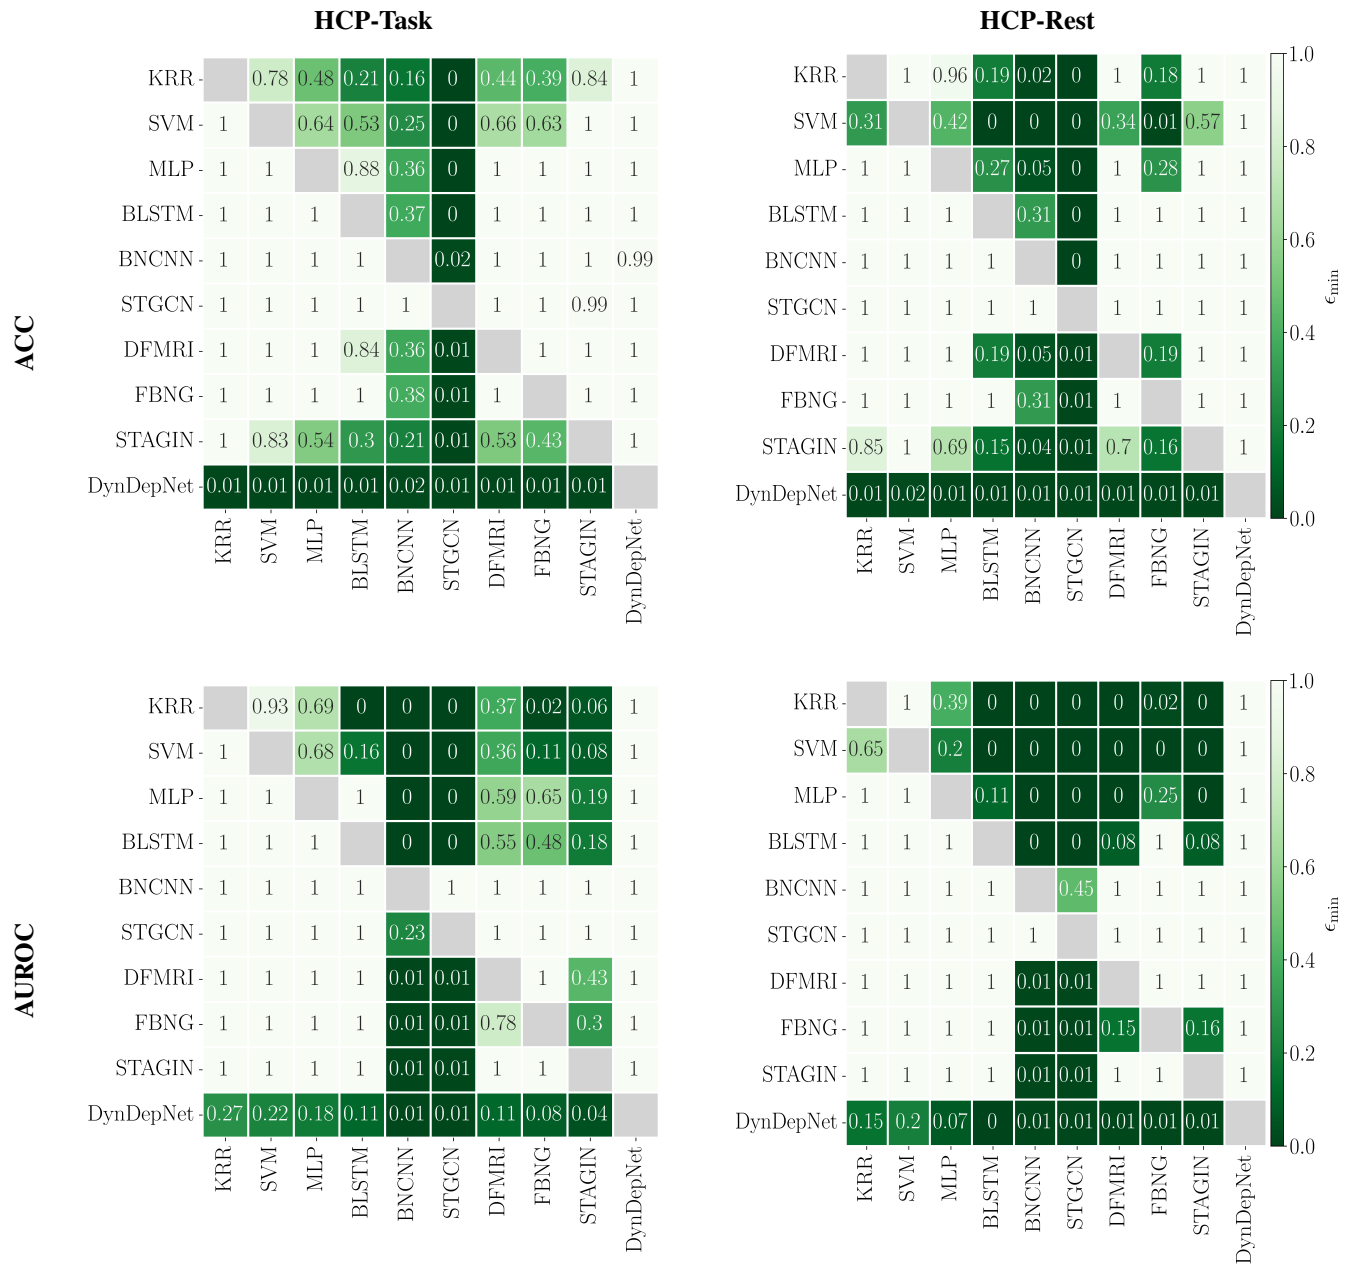 HCP-Task
HCP-Rest
ACC
KRR 0.78 0.48 0.21 0.16 0 0.44 0.39 0.84 1
SVM 1 0.64 0.53 0.25 0 0.66 0.63 1 1
MLP 1 1 0.88 0.36 0 1 1 1 1
BLSTM 1 1 1 0.37 0 1 1 1 1
BNCNN 1 1 1 1 0.02 1 1 1 0.99
STGCN 1 1 1 1 1 1 1 0.99 1
DFMRI 1 1 1 0.84 0.36 0.01 1 1 1
FBNG 1 1 1 1 0.38 0.01 1 1 1
STAGIN 1 0.83 0.54 0.3 0.21 0.01 0.53 0.43 1
DynDepNet 0.01 0.01 0.01 0.01 0.02 0.01 0.01 0.01 0.01
KRR SVM MLP BLSTM BNCNN STGCN DFMRI FBNG STAGIN DynDepNet
KRR 1 0.96 0.19 0.02 0 1 0.18 1 1
SVM 0.31 0.42 0 0 0 0.34 0.01 0.57 1
MLP 1 1 0.27 0.05 0 1 0.28 1 1
BLSTM 1 1 1 0.31 0 1 1 1 1
BNCNN 1 1 1 1 0 1 1 1 1
STGCN 1 1 1 1 1 1 1 1 1
DFMRI 1 1 1 0.19 0.05 0.01 0.19 1 1
FBNG 1 1 1 1 0.31 0.01 1 1 1
STAGIN 0.85 1 0.69 0.15 0.04 0.01 0.7 0.16 1
DynDepNet 0.01 0.02 0.01 0.01 0.01 0.01 0.01 0.01 0.01
KRR SVM MLP BLSTM BNCNN STGCN DFMRI FBNG STAGIN DynDepNet
1.0
0.8
0.6
0.4
0.2
0.0
ϵmin
AUROC
KRR 0.93 0.69 0 0 0 0.37 0.02 0.06 1
SVM 1 0.68 0.16 0 0 0.36 0.11 0.08 1
MLP 1 1 1 0 0 0.59 0.65 0.19 1
BLSTM 1 1 1 0 0 0.55 0.48 0.18 1
BNCNN 1 1 1 1 1 1 1 1 1
STGCN 1 1 1 1 0.23 1 1 1 1
DFMRI 1 1 1 1 0.01 0.01 1 0.43 1
FBNG 1 1 1 1 0.01 0.01 0.78 0.3 1
STAGIN 1 1 1 1 0.01 0.01 1 1 1
DynDepNet 0.27 0.22 0.18 0.11 0.01 0.01 0.11 0.08 0.04
KRR SVM MLP BLSTM BNCNN STGCN DFMRI FBNG STAGIN DynDepNet
KRR 1 0.39 0 0 0 0 0.02 0 1
SVM 0.65 0.2 0 0 0 0 0 0 1
MLP 1 1 0.11 0 0 0 0.25 0 1
BLSTM 1 1 1 0 0 0.08 1 0.08 1
BNCNN 1 1 1 1 0.45 1 1 1 1
STGCN 1 1 1 1 1 1 1 1 1
DFMRI 1 1 1 1 0.01 0.01 1 1 1
FBNG 1 1 1 1 0.01 0.01 0.15 0.16 1
STAGIN 1 1 1 1 0.01 0.01 1 1 1
DynDepNet 0.15 0.2 0.07 0 0.01 0.01 0.01 0.01 0.01
KRR SVM MLP BLSTM BNCNN STGCN DFMRI FBNG STAGIN DynDepNet
1.0
0.8
0.6
0.4
0.2
0.0
ϵmin